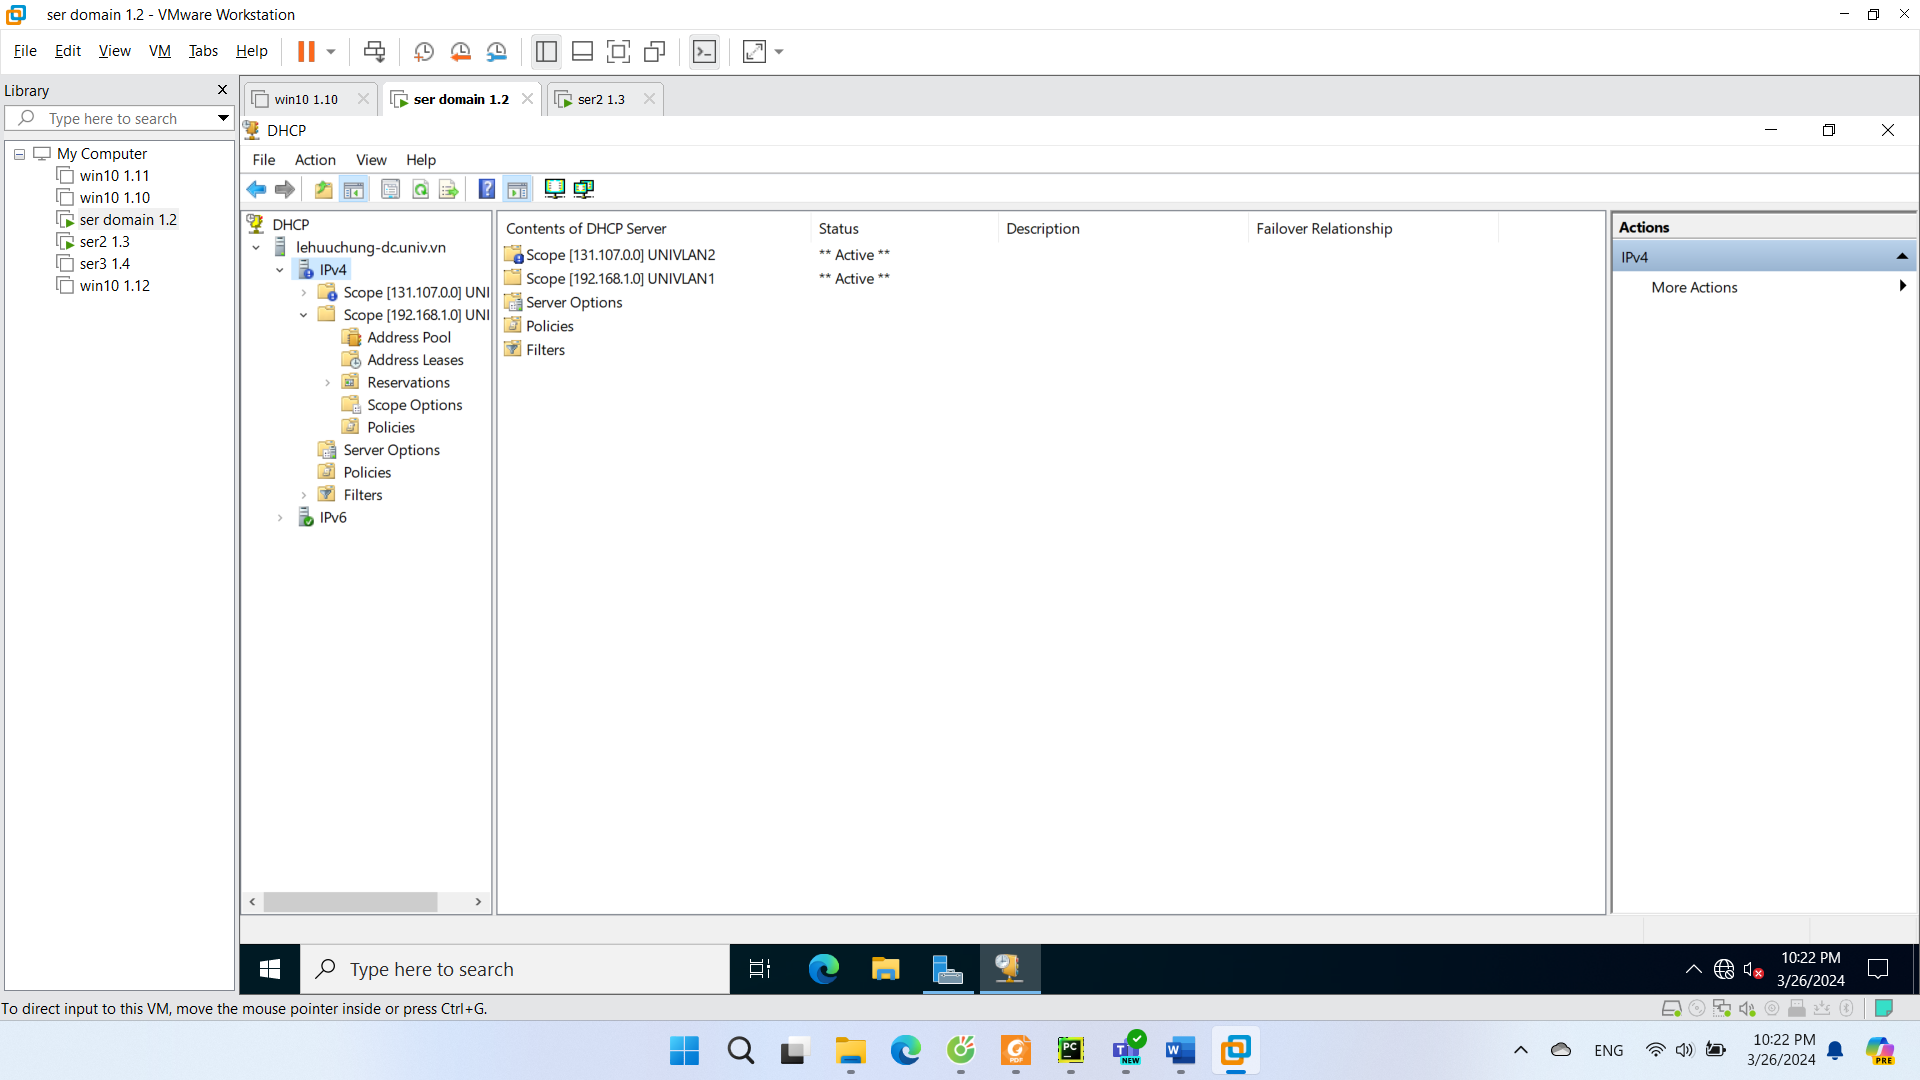 ser domain 1.2 - VMware Workstation
File Edit View VM Tabs Help
Library
Type here to search
My Computer
win10 1.11
win10 1.10
ser domain 1.2
ser2 1.3
ser3 1.4
win10 1.12
win10 1.10
ser domain 1.2
ser2 1.3
DHCP
File Action View Help
DHCP
lehuuchung-dc.univ.vn
IPv4
Scope [131.107.0.0] UNI
Scope [192.168.1.0] UNI
Address Pool
Address Leases
Reservations
Scope Options
Policies
Server Options
Policies
Filters
IPv6
Contents of DHCP Server Status Description Failover Relationship
Scope [131.107.0.0] UNIVLAN2 ** Active **
Scope [192.168.1.0] UNIVLAN1 ** Active **
Server Options
Policies
Filters
Actions
IPv4
More Actions
Type here to search
10:22 PM
3/26/2024
To direct input to this VM, move the mouse pointer inside or press Ctrl+G.
PDF
PC
NEW
W
ENG
10:22 PM
3/26/2024
PRE